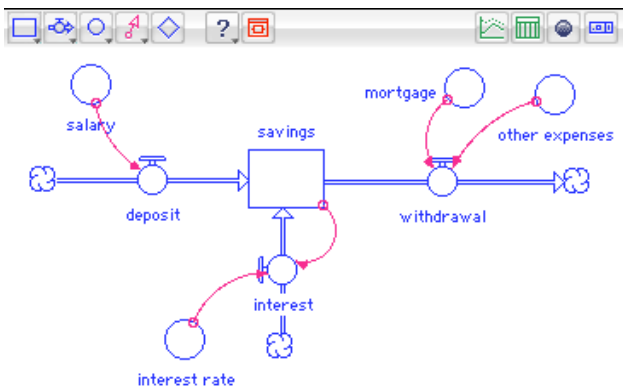 ?
mortgage
salary
savings
other expenses
deposit
withdrawal
interest
interest rate